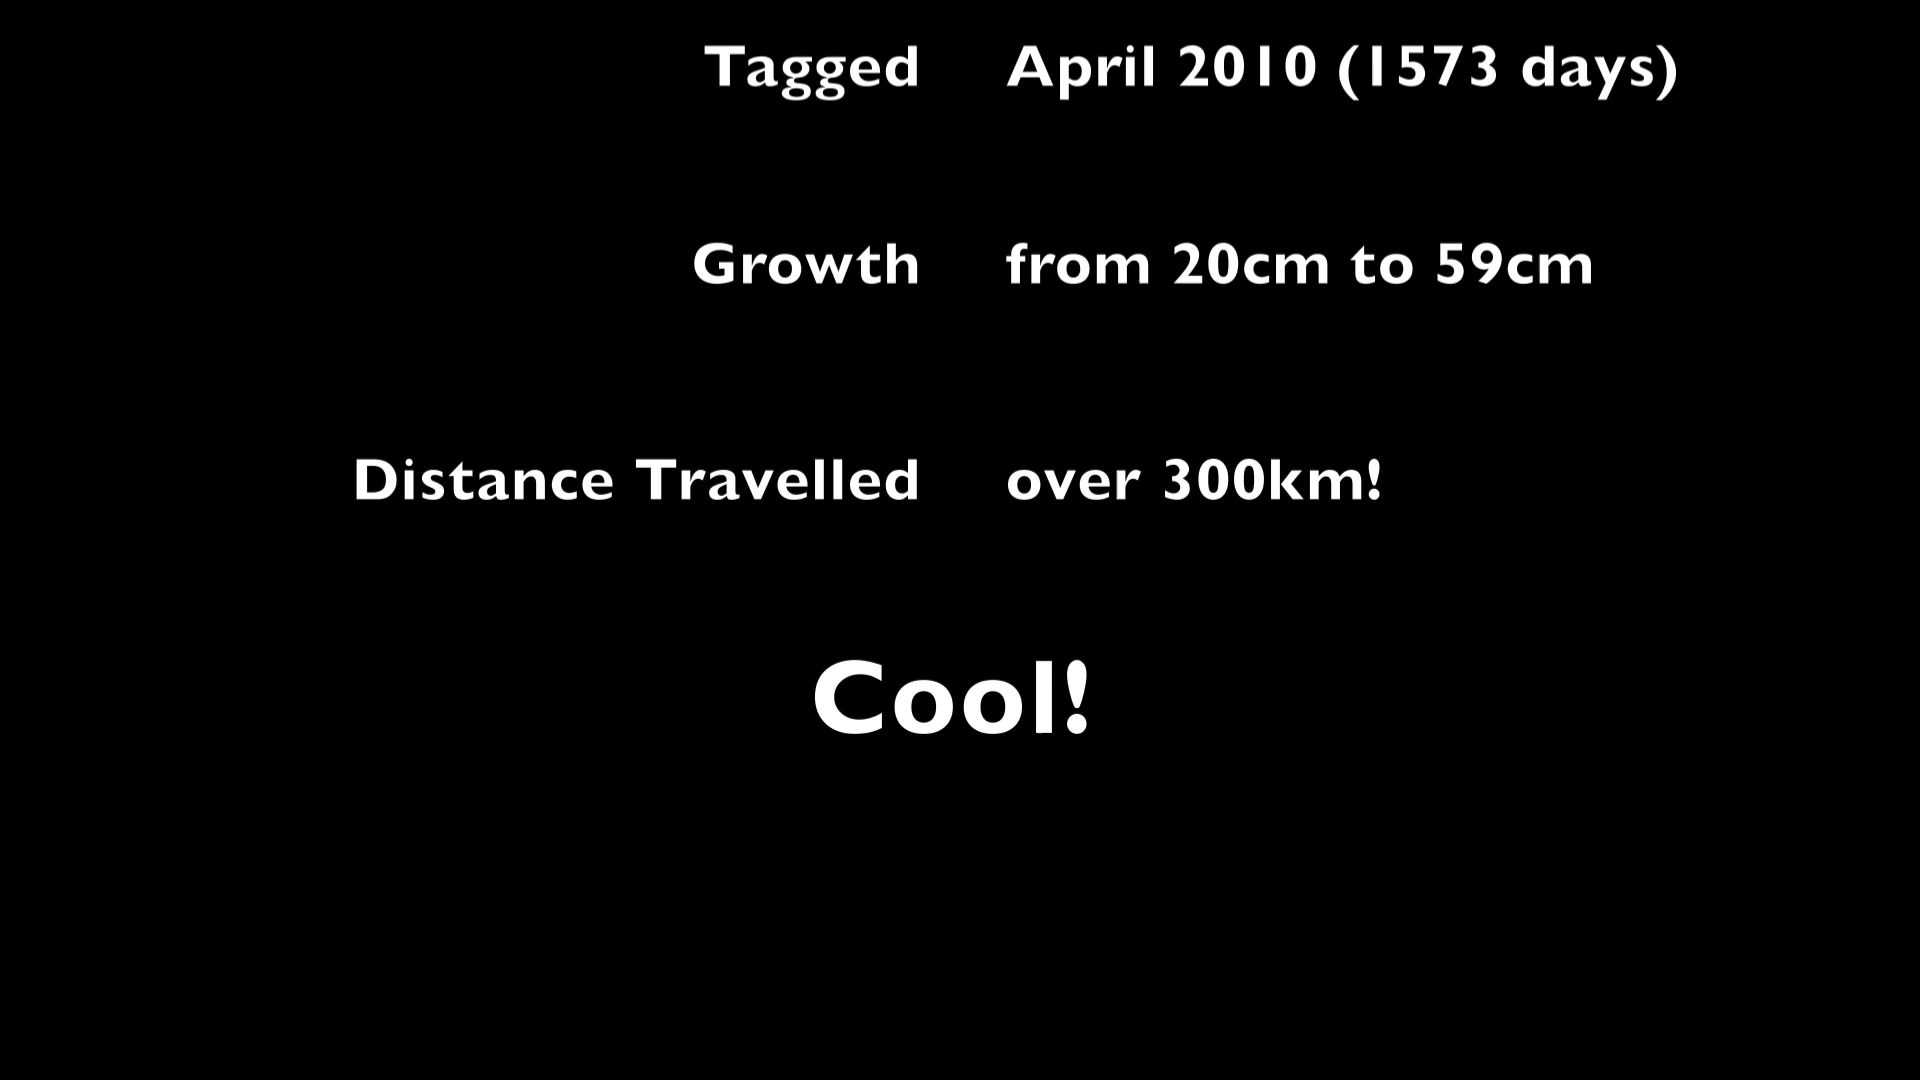 Tagged April 2010 (1573 days)
Growth from 20cm to 59cm
Distance Travelled over 300km!
Cool!